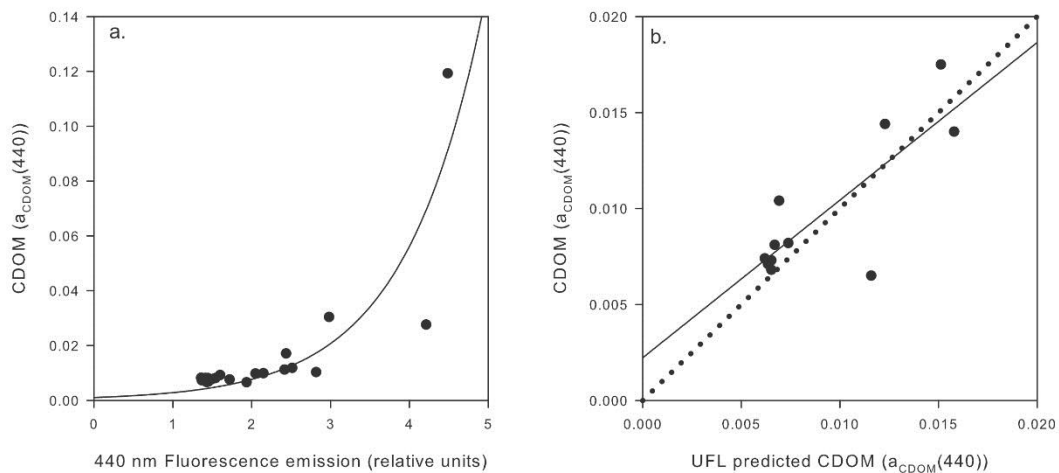 a.
CDOM (aCDOM(440))
0.14
0.12
0.10
0.08
0.06
0.04
0.02
0.00
0 1 2 3 4 5
440 nm Fluorescence emission (relative units)
b.
CDOM (aCDOM(440))
0.020
0.015
0.010
0.005
0.000
0.000 0.005 0.010 0.015 0.020
UFL predicted CDOM (aCDOM(440))